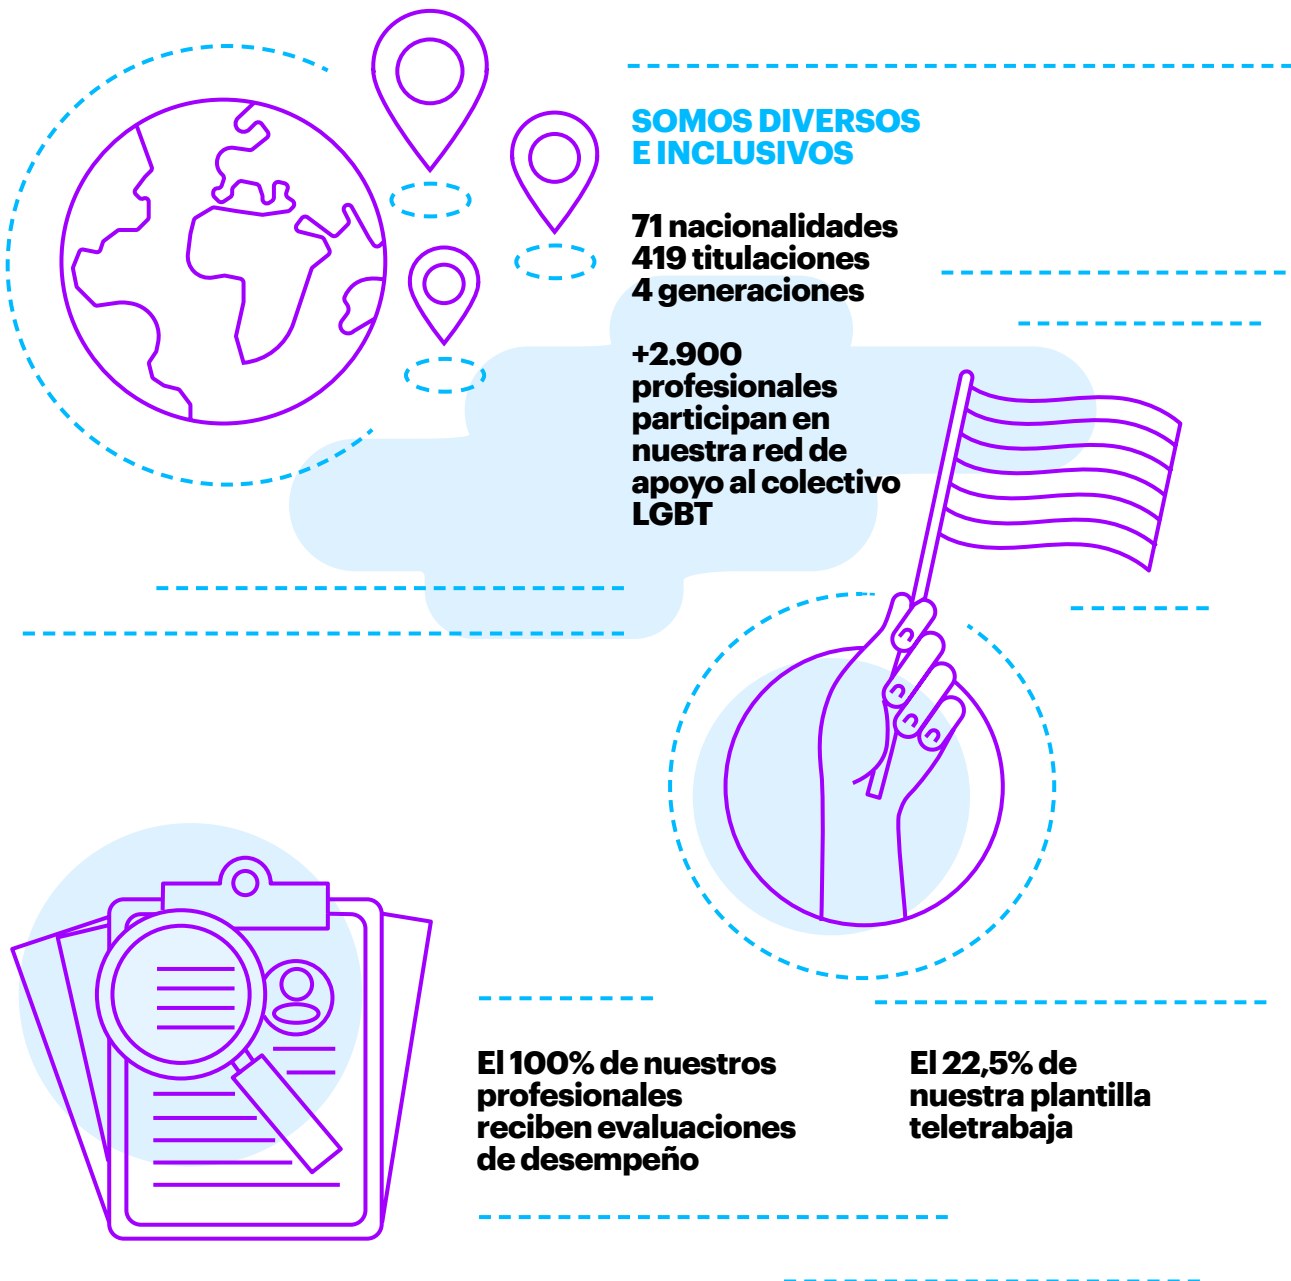 SOMOS DIVERSOS
E INCLUSIVOS
71 nacionalidades
419 titulaciones
4 generaciones
+2.900
profesionales
participan en
nuestra red de
apoyo al colectivo
LGBT
El 100% de nuestros
profesionales
reciben evaluaciones
de desempeño
El 22,5% de
nuestra plantilla
teletrabaja